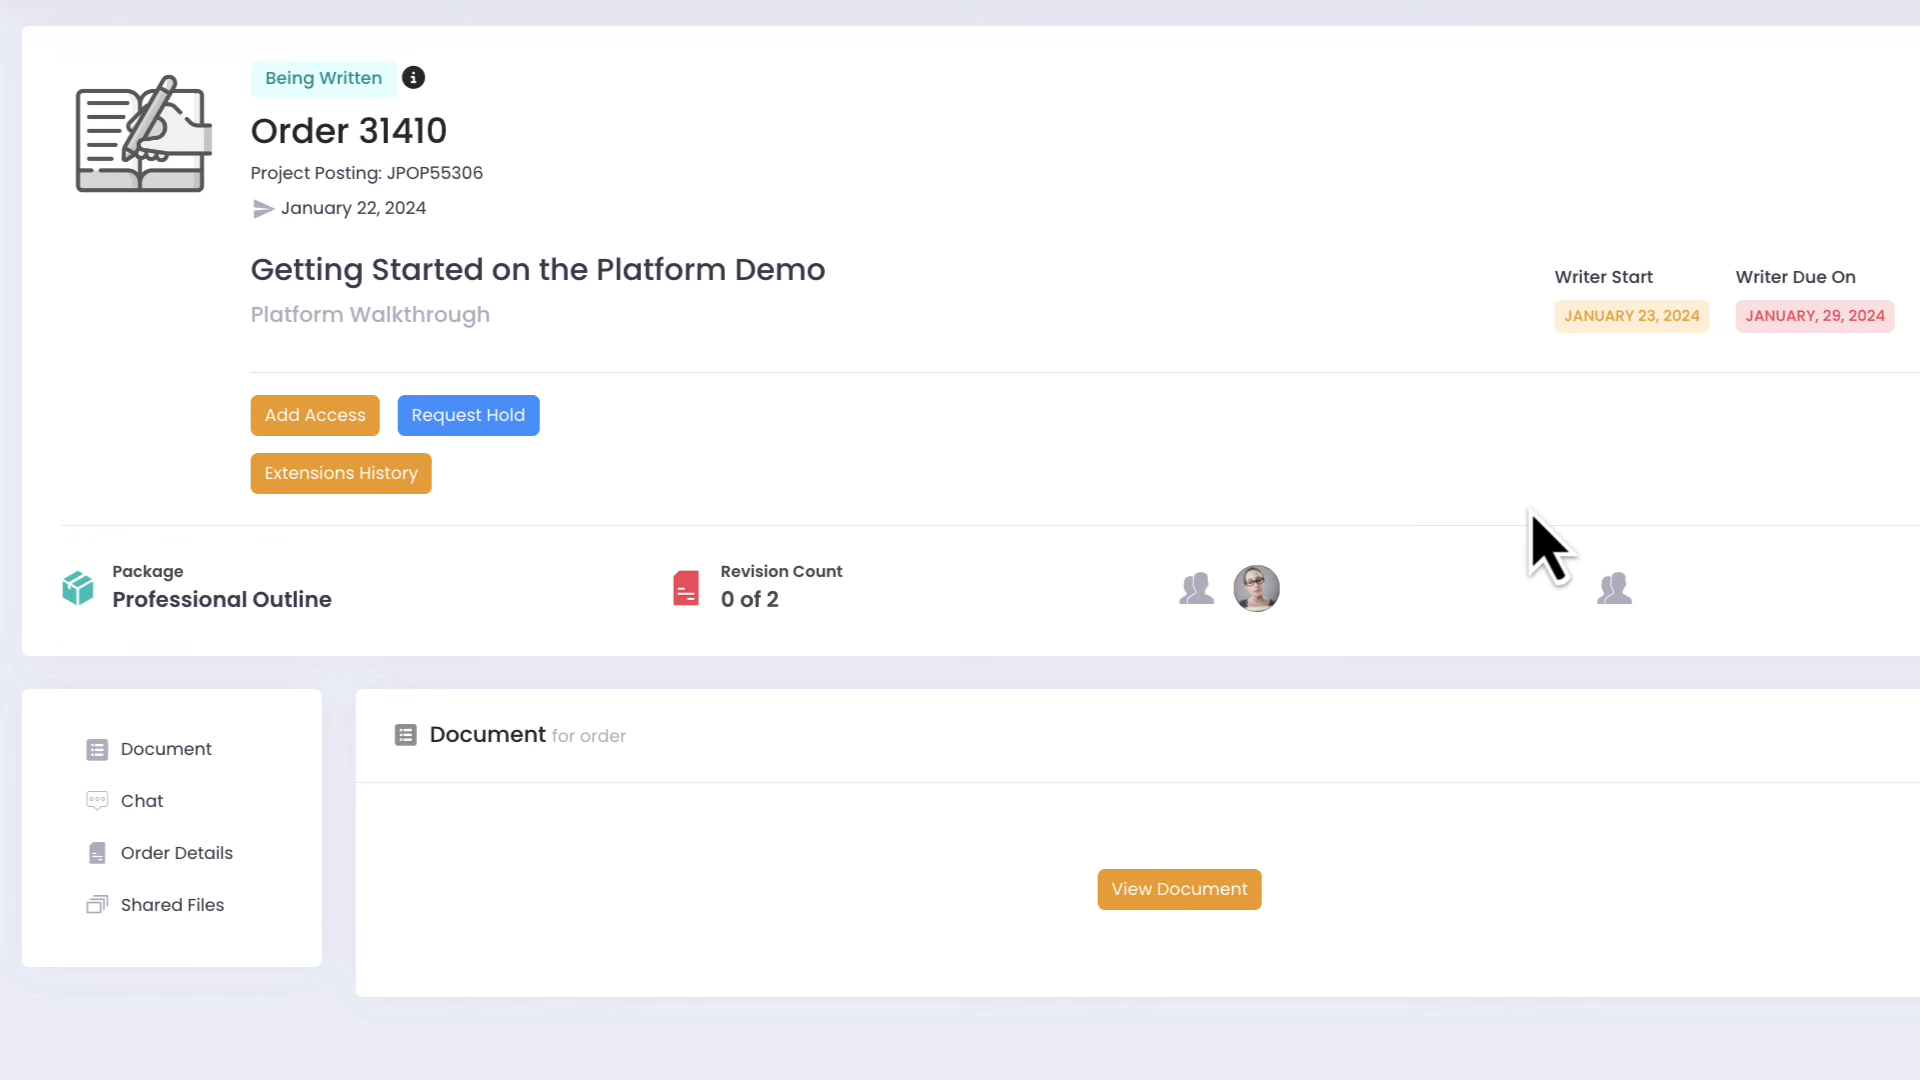 Being Written
Order 31410
Project Posting: JPOP55306
January 22, 2024
Getting Started on the Platform Demo
Platform Walkthrough
Writer Start
JANUARY 23, 2024
Writer Due On
JANUARY, 29, 2024
Add Access
Request Hold
Extensions History
Package
Professional Outline
Revision Count
0 of 2
Document
Chat
Order Details
Shared Files
Document for order
View Document